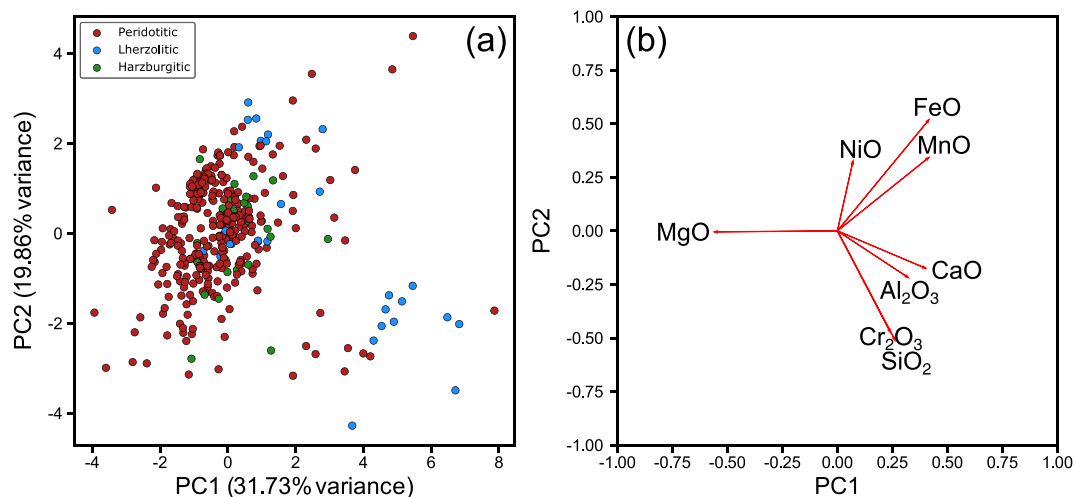 (a)
Peridotitic
Lherzolitic
Harzburgitic
4
2
0
-2
-4
PC2 (19.86% variance)
-4
-2
0
2
4
6
8
PC1 (31.73% variance)
(b)
1.00
0.75
0.50
0.25
0.00
-0.25
-0.50
-0.75
-1.00
PC2
FeO
MnO
NiO
MgO
CaO
Al₂O₃
Cr₂O₃
SiO₂
-1.00
-0.75
-0.50
-0.25
0.00
0.25
0.50
0.75
1.00
PC1